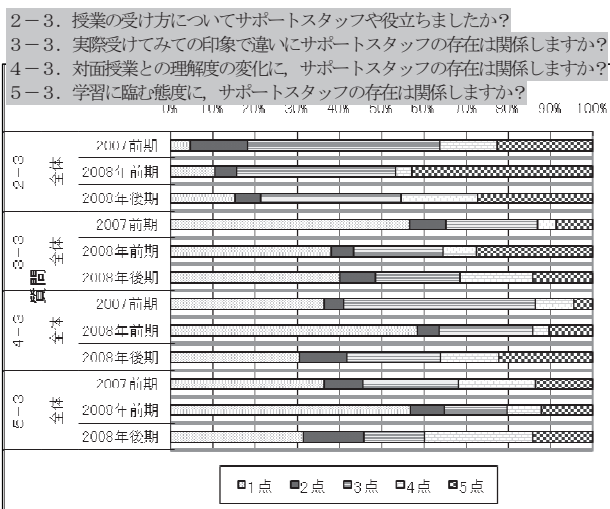 2－3．授業の受け方についてサポートスタッフや役立ちましたか？
3－3．実際受けてみての印象で違いにサポートスタッフの存在は関係しますか？
4－3．対面授業との理解度の変化に，サポートスタッフの存在は関係しますか？
5－3．学習に臨む態度に，サポートスタッフの存在は関係しますか？
0% 10% 20% 30% 40% 50% 60% 70% 80% 90% 100%
質問
2－3
全体
2007前期
2008年前期
2008年後期
3－3
全体
2007前期
2008年前期
2008年後期
4－3
全体
2007前期
2008年前期
2008年後期
5－3
全体
2007前期
2008年前期
2008年後期
1点 2点 3点 4点 5点